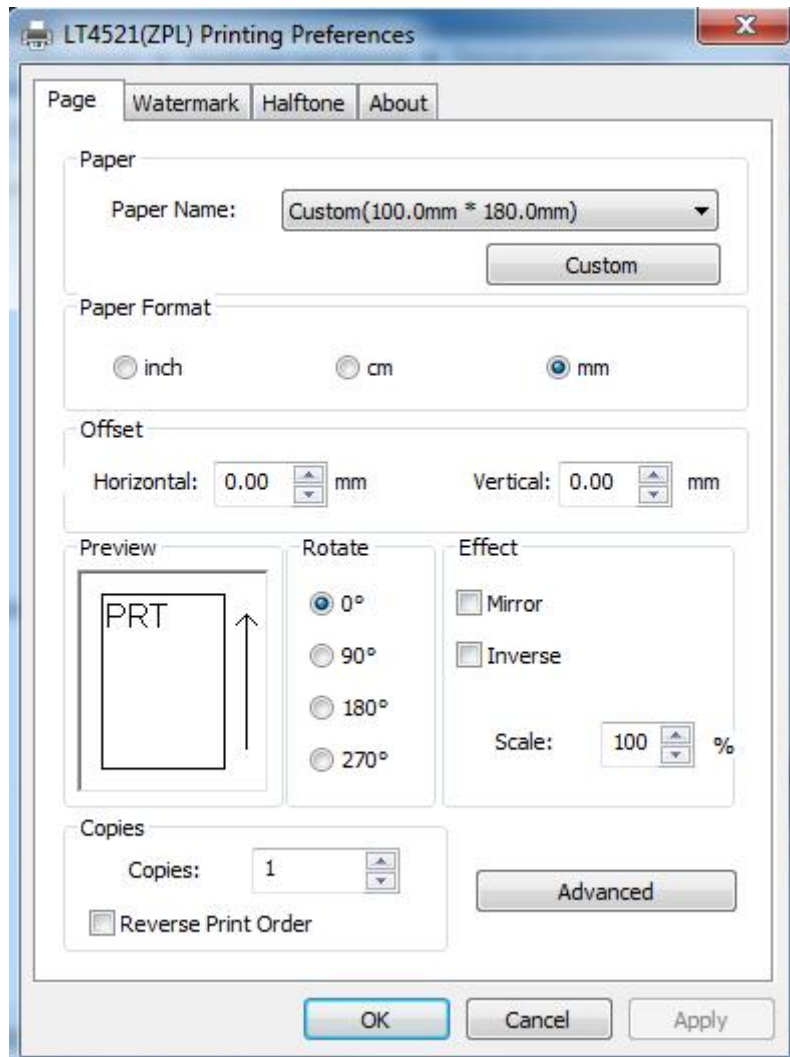 LT4521(ZPL) Printing Preferences
Page Watermark Halftone About
Paper
Paper Name: Custom(100.0mm * 180.0mm)
Custom
Paper Format
inch cm mm
Offset
Horizontal: 0.00 mm Vertical: 0.00 mm
Preview Rotate Effect
PRT 0° Mirror
90° Inverse
180°
Scale: 100 %
270°
Copies
Copies: 1
Advanced
Reverse Print Order
OK Cancel Apply